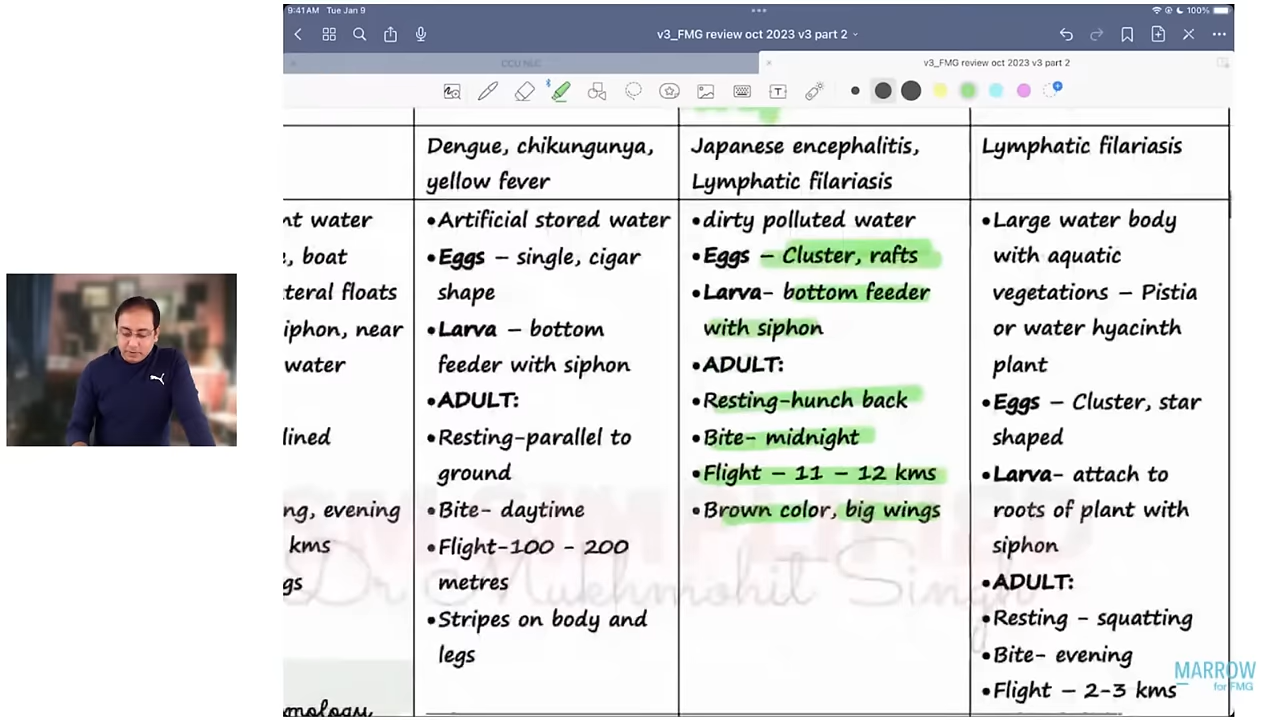 9:41 AM Tue Jan 9
100%
v3_FMG review oct 2023 v3 part 2
CCU NEC
v3_FMG review oct 2023 v3 part 2
Dengue, chikungunya,
yellow fever
Japanese encephalitis,
Lymphatic filariasis
Lymphatic filariasis
nt water
e, boat
teral floats
iphon, near
water
lined
ng, evening
kms
gs
•Artificial stored water
•Eggs – single, cigar
shape
•Larva – bottom
feeder with siphon
•ADULT:
•Resting-parallel to
ground
•Bite- daytime
•Flight-100 - 200
metres
•Stripes on body and
legs
•dirty polluted water
•Eggs – Cluster, rafts
•Larva- bottom feeder
with siphon
•ADULT:
•Resting-hunch back
•Bite- midnight
•Flight – 11 – 12 kms
•Brown color, big wings
•Large water body
with aquatic
vegetations – Pistia
or water hyacinth
plant
•Eggs – Cluster, star
shaped
•Larva- attach to
roots of plant with
siphon
•ADULT:
•Resting - squatting
•Bite- evening
•Flight – 2-3 kms
Dr Mukhmohit Singh
MARROW
for FMG